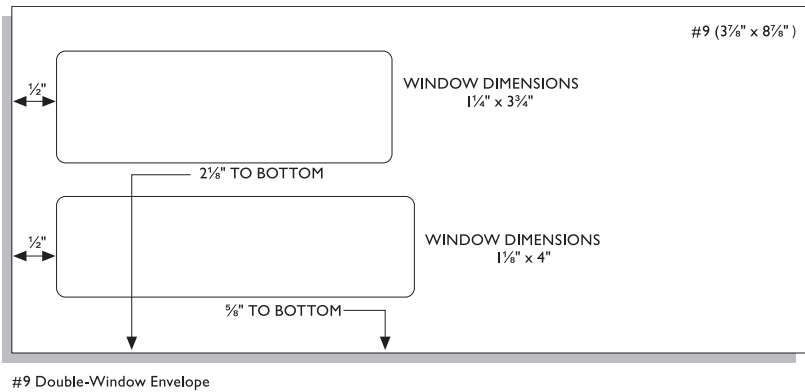 #9 (3⅞" x 8⅞")
½"
WINDOW DIMENSIONS
1¼" x 3¾"
2⅛" TO BOTTOM
½"
WINDOW DIMENSIONS
1⅛" x 4"
⅝" TO BOTTOM
#9 Double-Window Envelope